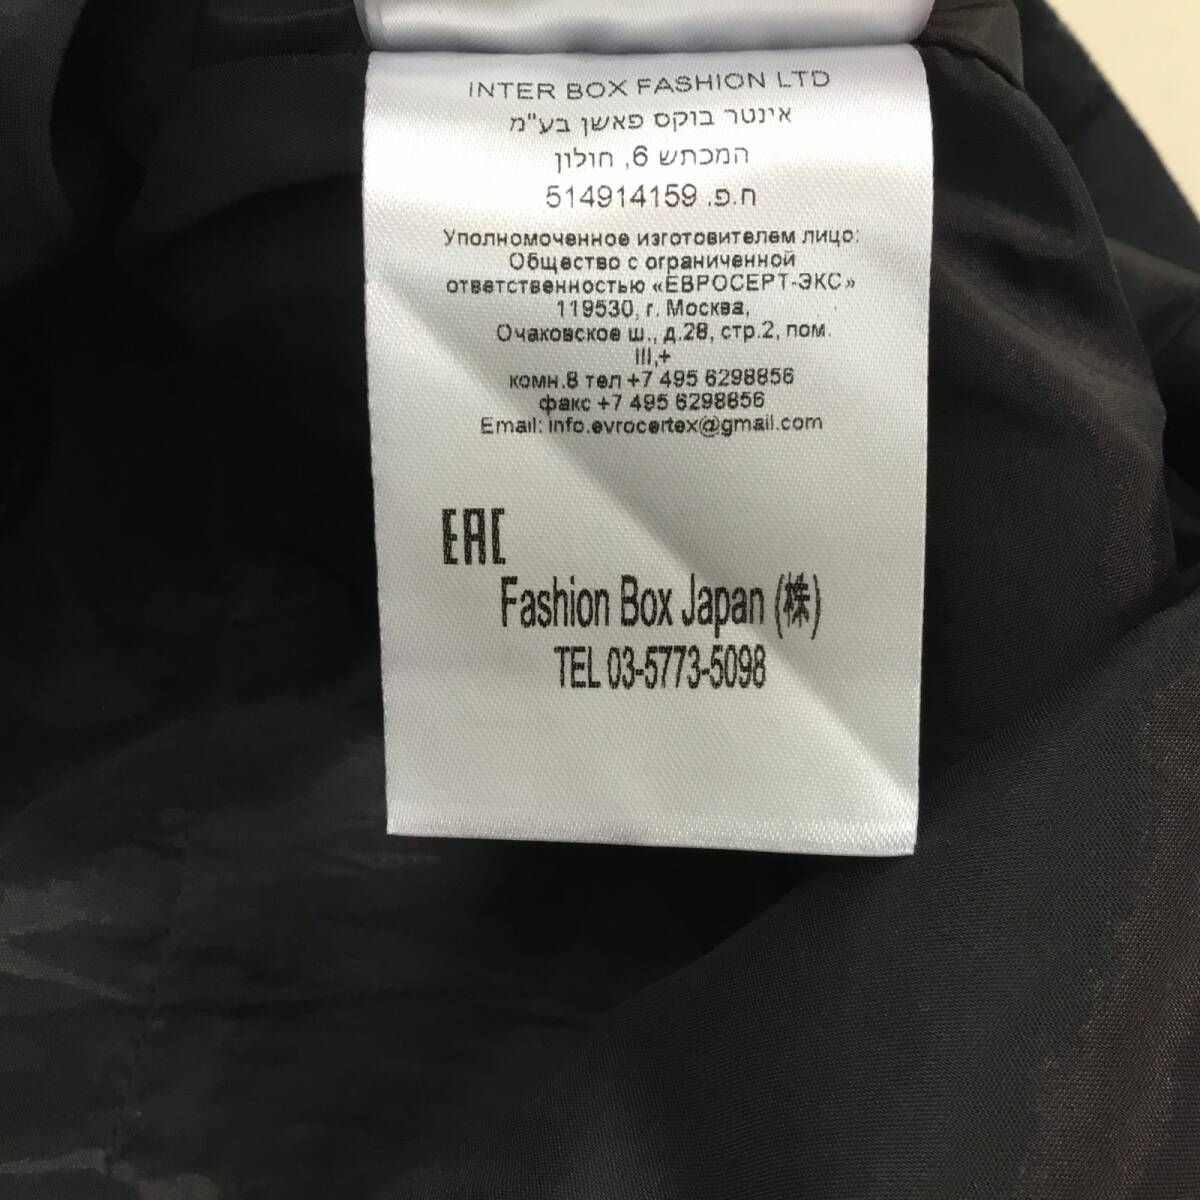 INTER BOX FASHION LTD
אינטר בוקס פאשן בע"מ
המכתש 6, חולון
ח.פ. 514914159
Уполномоченное изготовителем лицо:
Общество с ограниченной
ответственностью «ЕВРОСЕРТ-ЭКС»
119530, г. Москва,
Очаковское ш., д.28, стр.2, пом.
III,+
комн.8 тел +7 495 6298856
факс +7 495 6298856
Email: info.evrocertex@gmail.com
EAC
Fashion Box Japan (株)
TEL 03-5773-5098